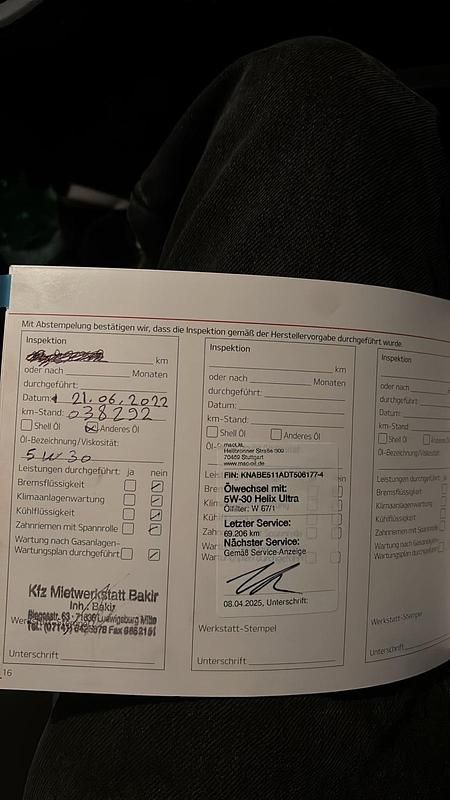 Mit Abstempelung bestätigen wir, dass die Inspektion gemäß der Herstellervorgabe durchgeführt wurde.
Inspektion
km
oder nach Monaten
durchgeführt:
Datum: 21.06.2022
km-Stand: 038292
Shell Öl Anderes Öl
Öl-Bezeichnung/Viskosität:
5W30
Leistungen durchgeführt: ja nein
Bremsflüssigkeit
Klimaanlagenwartung
Kühlflüssigkeit
Zahnriemen mit Spannrolle
Wartung nach Gasanlagen-
Wartungsplan durchgeführt
Kfz Mietwerkstatt Bakir
Inh. Bakir
Ludwigsburg Mitte
Unterschrift
16
Inspektion
km
oder nach Monaten
durchgeführt:
Datum:
km-Stand:
Shell Öl Anderes Öl
macOIL
Heilbronner Straße 309
70469 Stuttgart
www.mac-oil.de
FIN: KNABE511ADT506177-4
Ölwechsel mit:
5W-30 Helix Ultra
Ölfilter: W 67/1
Letzter Service:
69.206 km
Nächster Service:
Gemäß Service-Anzeige
08.04.2025, Unterschrift:
Werkstatt-Stempel
Unterschrift
Inspektion
oder nach
durchgeführt:
Datum:
km-Stand:
Shell Öl
Öl-Bezeichnung/Viskosität
Leistungen durchgeführt:
Bremsflüssigkeit
Klimaanlagenwartung
Kühlflüssigkeit
Zahnriemen mit Spannrolle
Wartung nach Gasanlagen-
Wartungsplan durchgeführt
Werkstatt-Stempel
Unterschrift